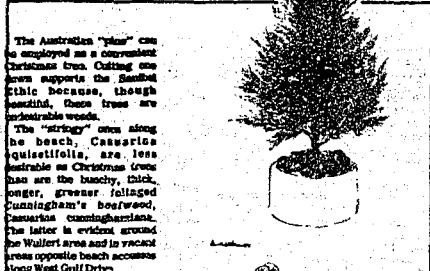 The Australian "pine" can
be employed as a convenient
Christmas tree. Cutting one
down supports the Sanibel
Ethic because, though
beautiful, these trees are
undesirable weeds.
The "stringy" ones along
the beach, Casuarina
equisetifolia, are less
desirable as Christmas trees
than are the bunchy, thick,
longer, greener foliaged
Cunningham's beefwood,
Casuarina cunninghamiana.
The latter is evident around
the Wulfert area and in vacant
areas opposite beach accesses
along West Gulf Drive.